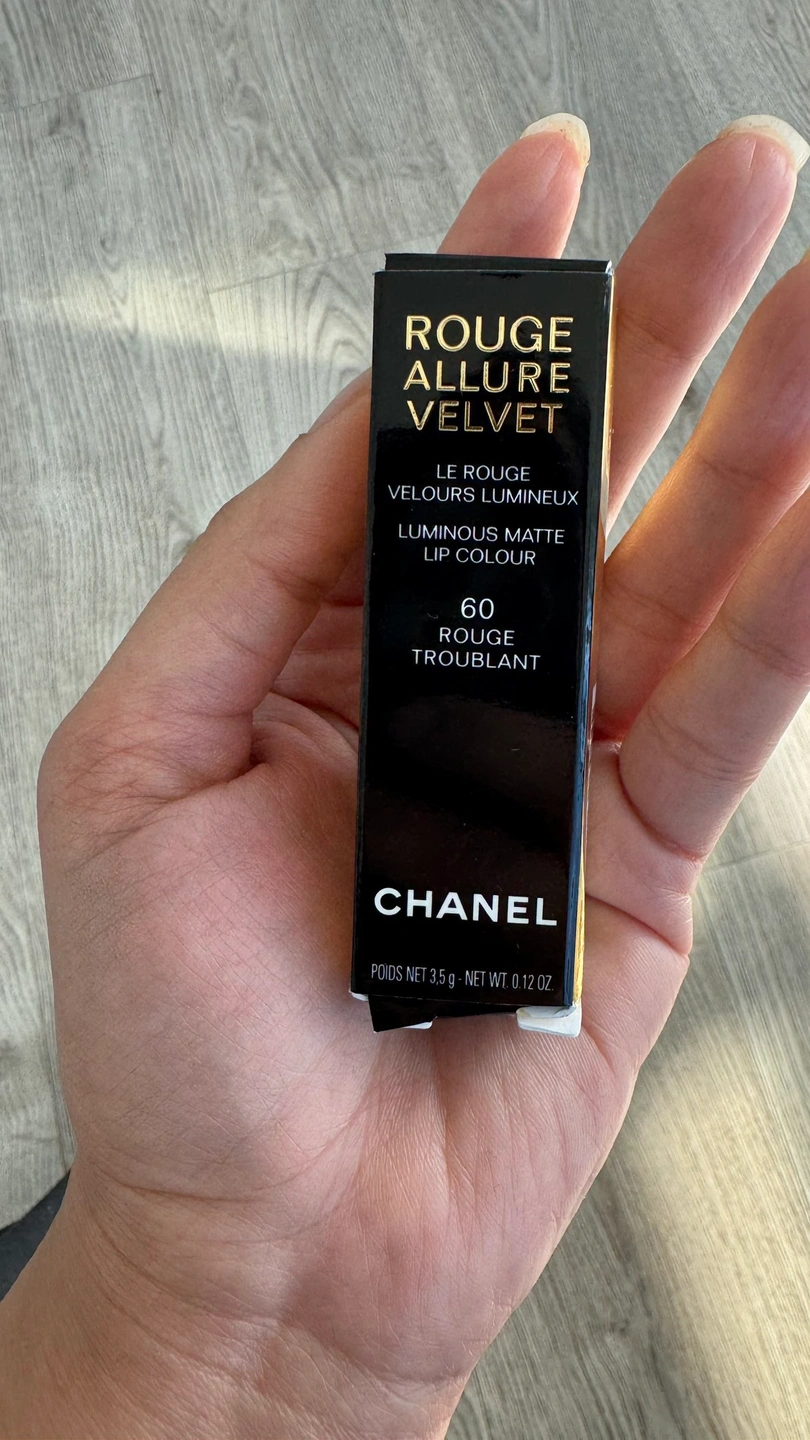 ROUGE
ALLURE
VELVET
LE ROUGE
VELOURS LUMINEUX
LUMINOUS MATTE
LIP COLOUR
60
ROUGE
TROUBLANT
CHANEL
POIDS NET 3,5 g - NET WT. 0.12 OZ.